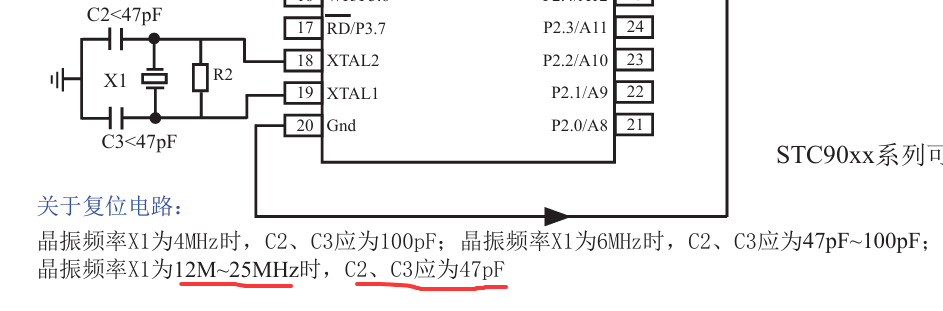 C2<47pF
17 RD/P3.7
P2.3/A11 24
R2
X1
18 XTAL2
P2.2/A10 23
19 XTAL1
P2.1/A9 22
C3<47pF
20 Gnd
P2.0/A8 21
STC90xx系列可
关于复位电路：
晶振频率X1为4MHz时，C2、C3应为100pF；晶振频率X1为6MHz时，C2、C3应为47pF~100pF；
晶振频率X1为12M~25MHz时，C2、C3应为47pF